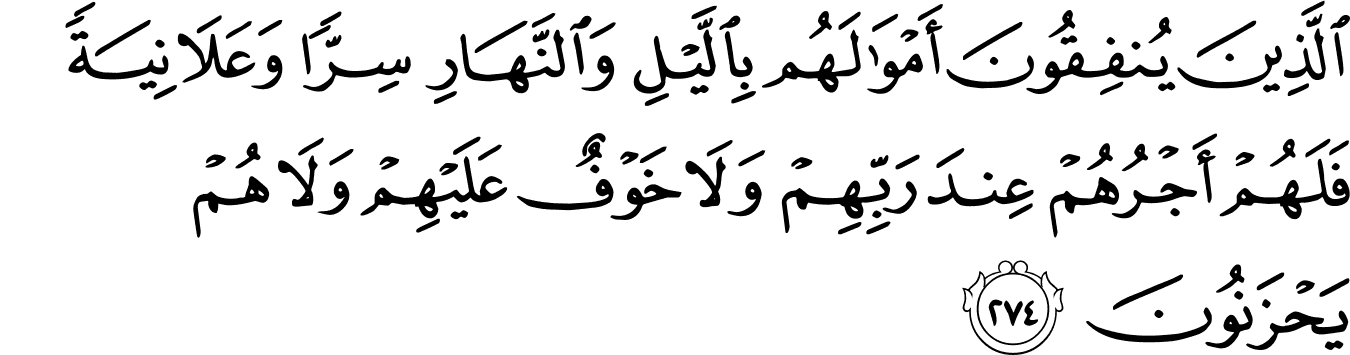 ٱلَّذِينَ يُنفِقُونَ أَمْوَٰلَهُم بِٱلَّيْلِ وَٱلنَّهَارِ سِرًّا وَعَلَانِيَةً
فَلَهُمْ أَجْرُهُمْ عِندَ رَبِّهِمْ وَلَا خَوْفٌ عَلَيْهِمْ وَلَا هُمْ
يَحْزَنُونَ ٢٧٤